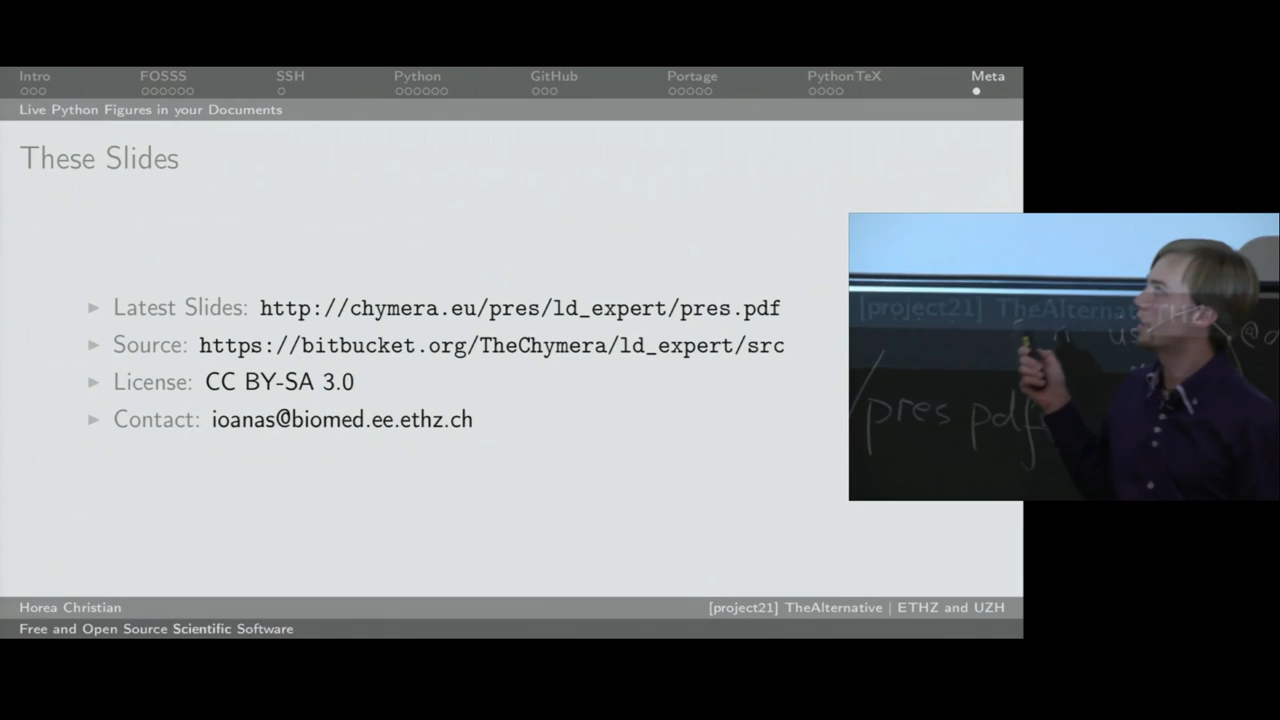 Intro FOSSS SSH Python GitHub Portage PythonTeX Meta
Live Python Figures in your Documents
These Slides
► Latest Slides: http://chymera.eu/pres/ld_expert/pres.pdf
► Source: https://bitbucket.org/TheChymera/ld_expert/src
► License: CC BY-SA 3.0
► Contact: ioanas@biomed.ee.ethz.ch
[project21] TheAlternat
/pres pdf
Horea Christian [project21] TheAlternative | ETHZ and UZH
Free and Open Source Scientific Software